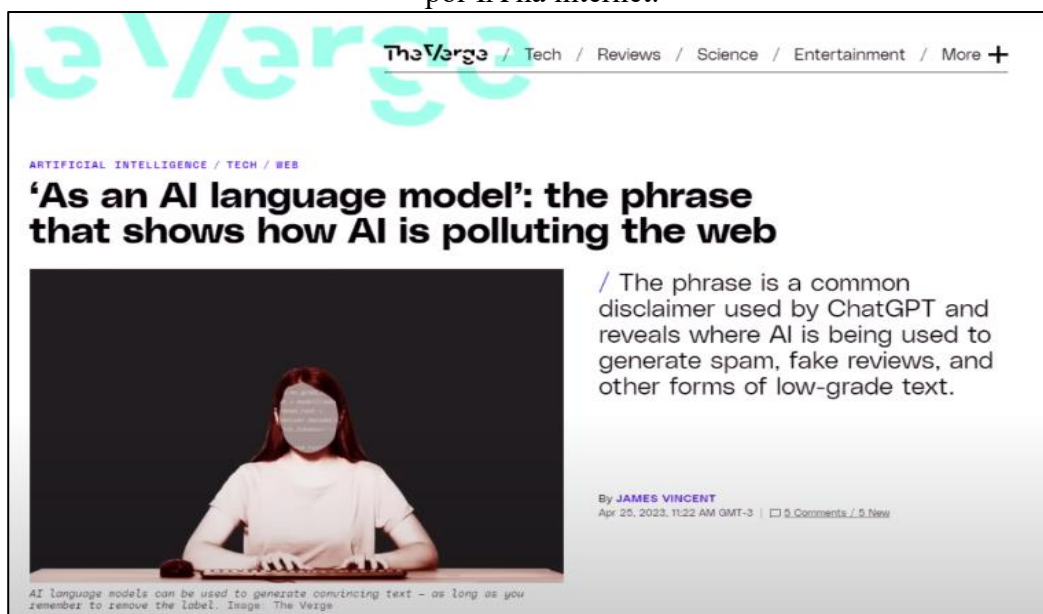 por IA na internet.
The Verge
The Verge / Tech / Reviews / Science / Entertainment / More +
ARTIFICIAL INTELLIGENCE / TECH / WEB
‘As an AI language model’: the phrase
that shows how AI is polluting the web
/ The phrase is a common
disclaimer used by ChatGPT and
reveals where AI is being used to
generate spam, fake reviews, and
other forms of low-grade text.
By JAMES VINCENT
Apr 25, 2023, 11:22 AM GMT-3 | 5 Comments / 5 New
AI language models can be used to generate convincing text – as long as you
remember to remove the label. Image: The Verge